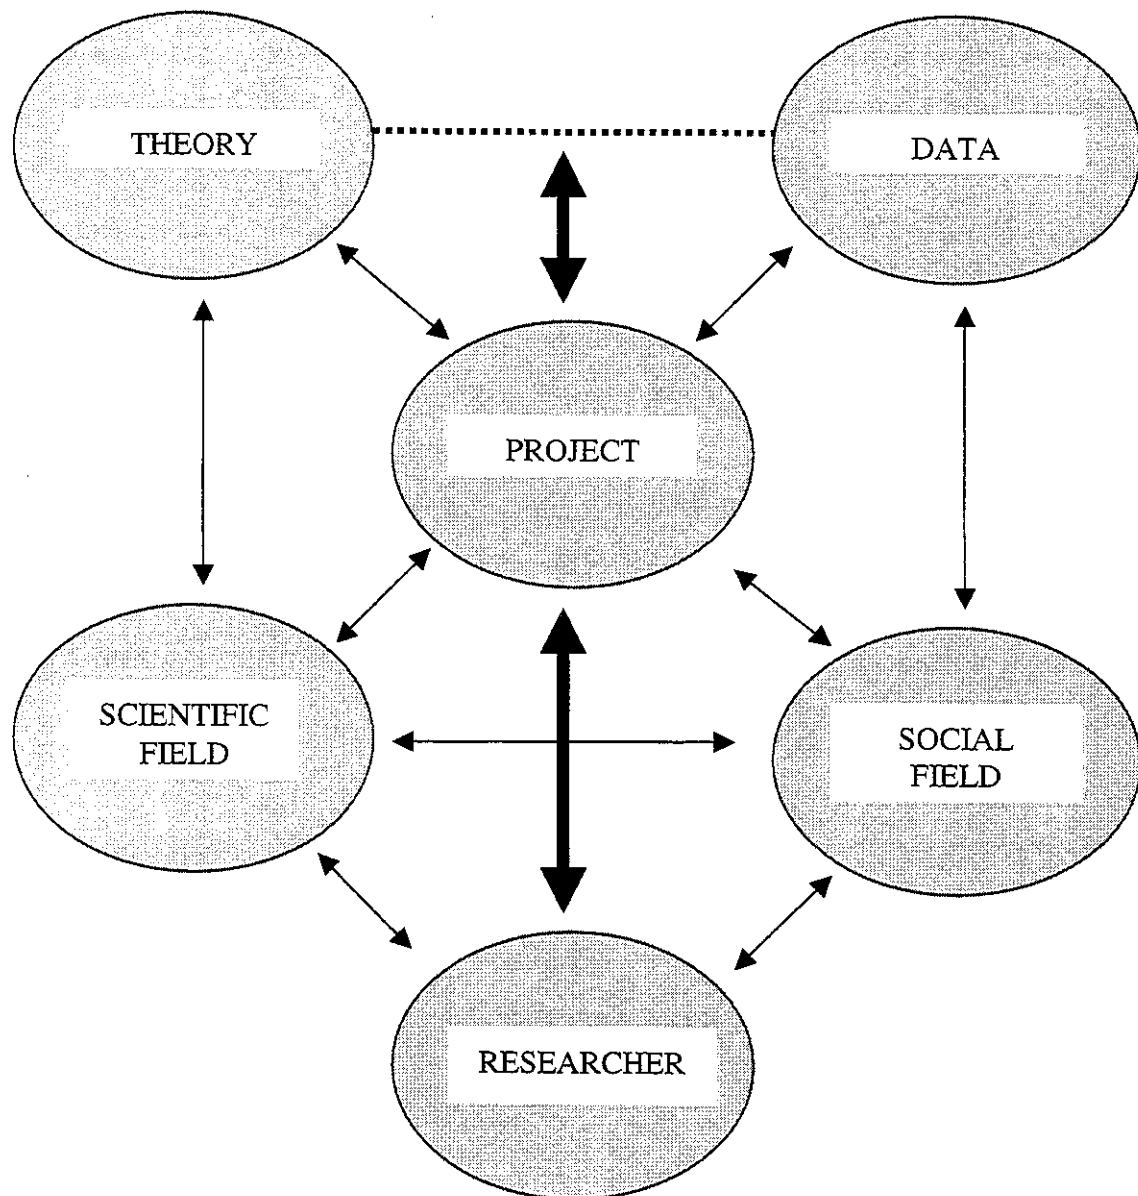 THEORY
DATA
PROJECT
SCIENTIFIC
FIELD
SOCIAL
FIELD
RESEARCHER